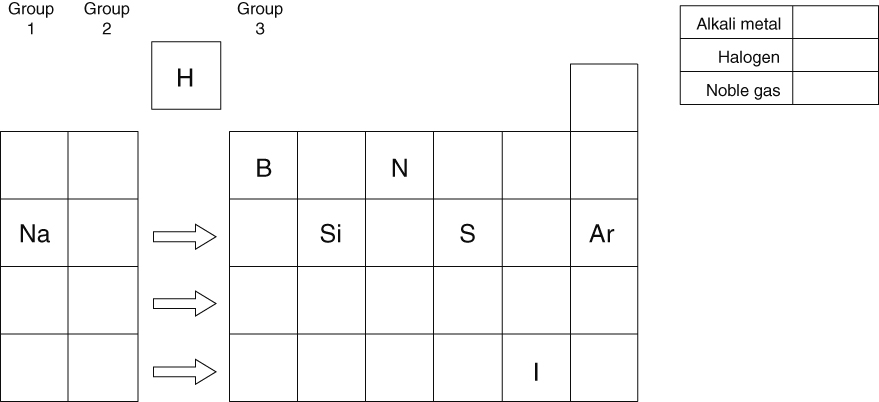 Group Group Group
1 2 3
H
Alkali metal
Halogen
Noble gas
B N
Na Si S Ar
I